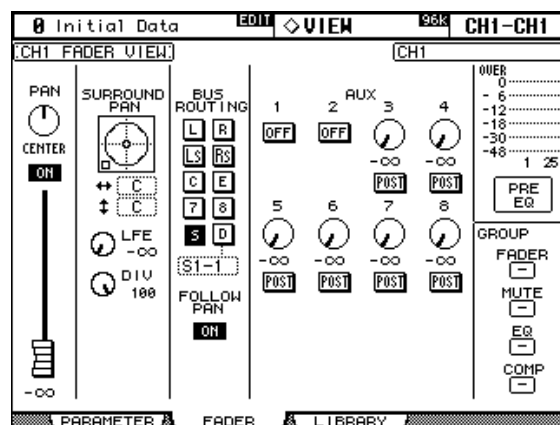 0 Initial Data EDIT ◇VIEW 96K CH1-CH1
CH1 FADER VIEW CH1
PAN
CENTER
ON
-∞
SURROUND
PAN
↔ C
↕ C
LFE
-∞
DIV
100
BUS
ROUTING
L R
LS RS
C E
7 8
S D
S1-1
FOLLOW
PAN
ON
AUX
1 2 3 4
OFF OFF -∞ -∞
POST POST
5 6 7 8
-∞ -∞ -∞ -∞
POST POST POST POST
OVER
0
-6
-12
-18
-30
-48
1 25
PRE
EQ
GROUP
FADER
-
MUTE
-
EQ
-
COMP
-
PARAMETER FADER LIBRARY